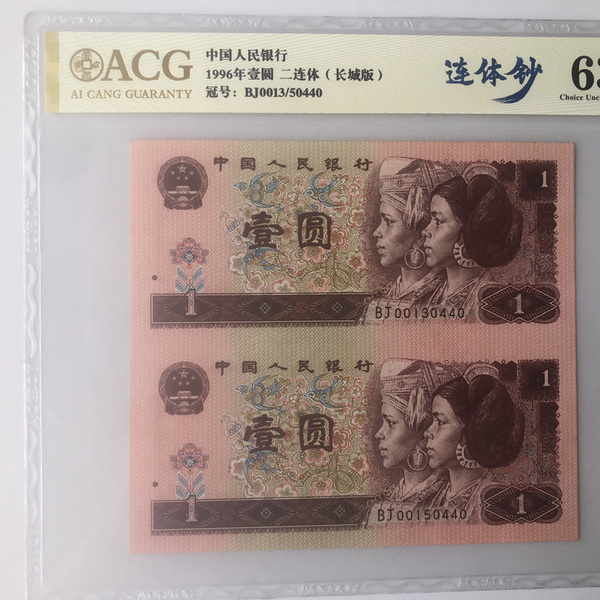 ACG
AI CANG GUARANTY
中国人民银行
1996年壹圆 二连体（长城版）
冠号：BJ0013/50440
连体钞
63
Choice Unc
中国人民银行
壹圆
1
1
1
BJ00130440
中国人民银行
壹圆
1
1
1
BJ00150440